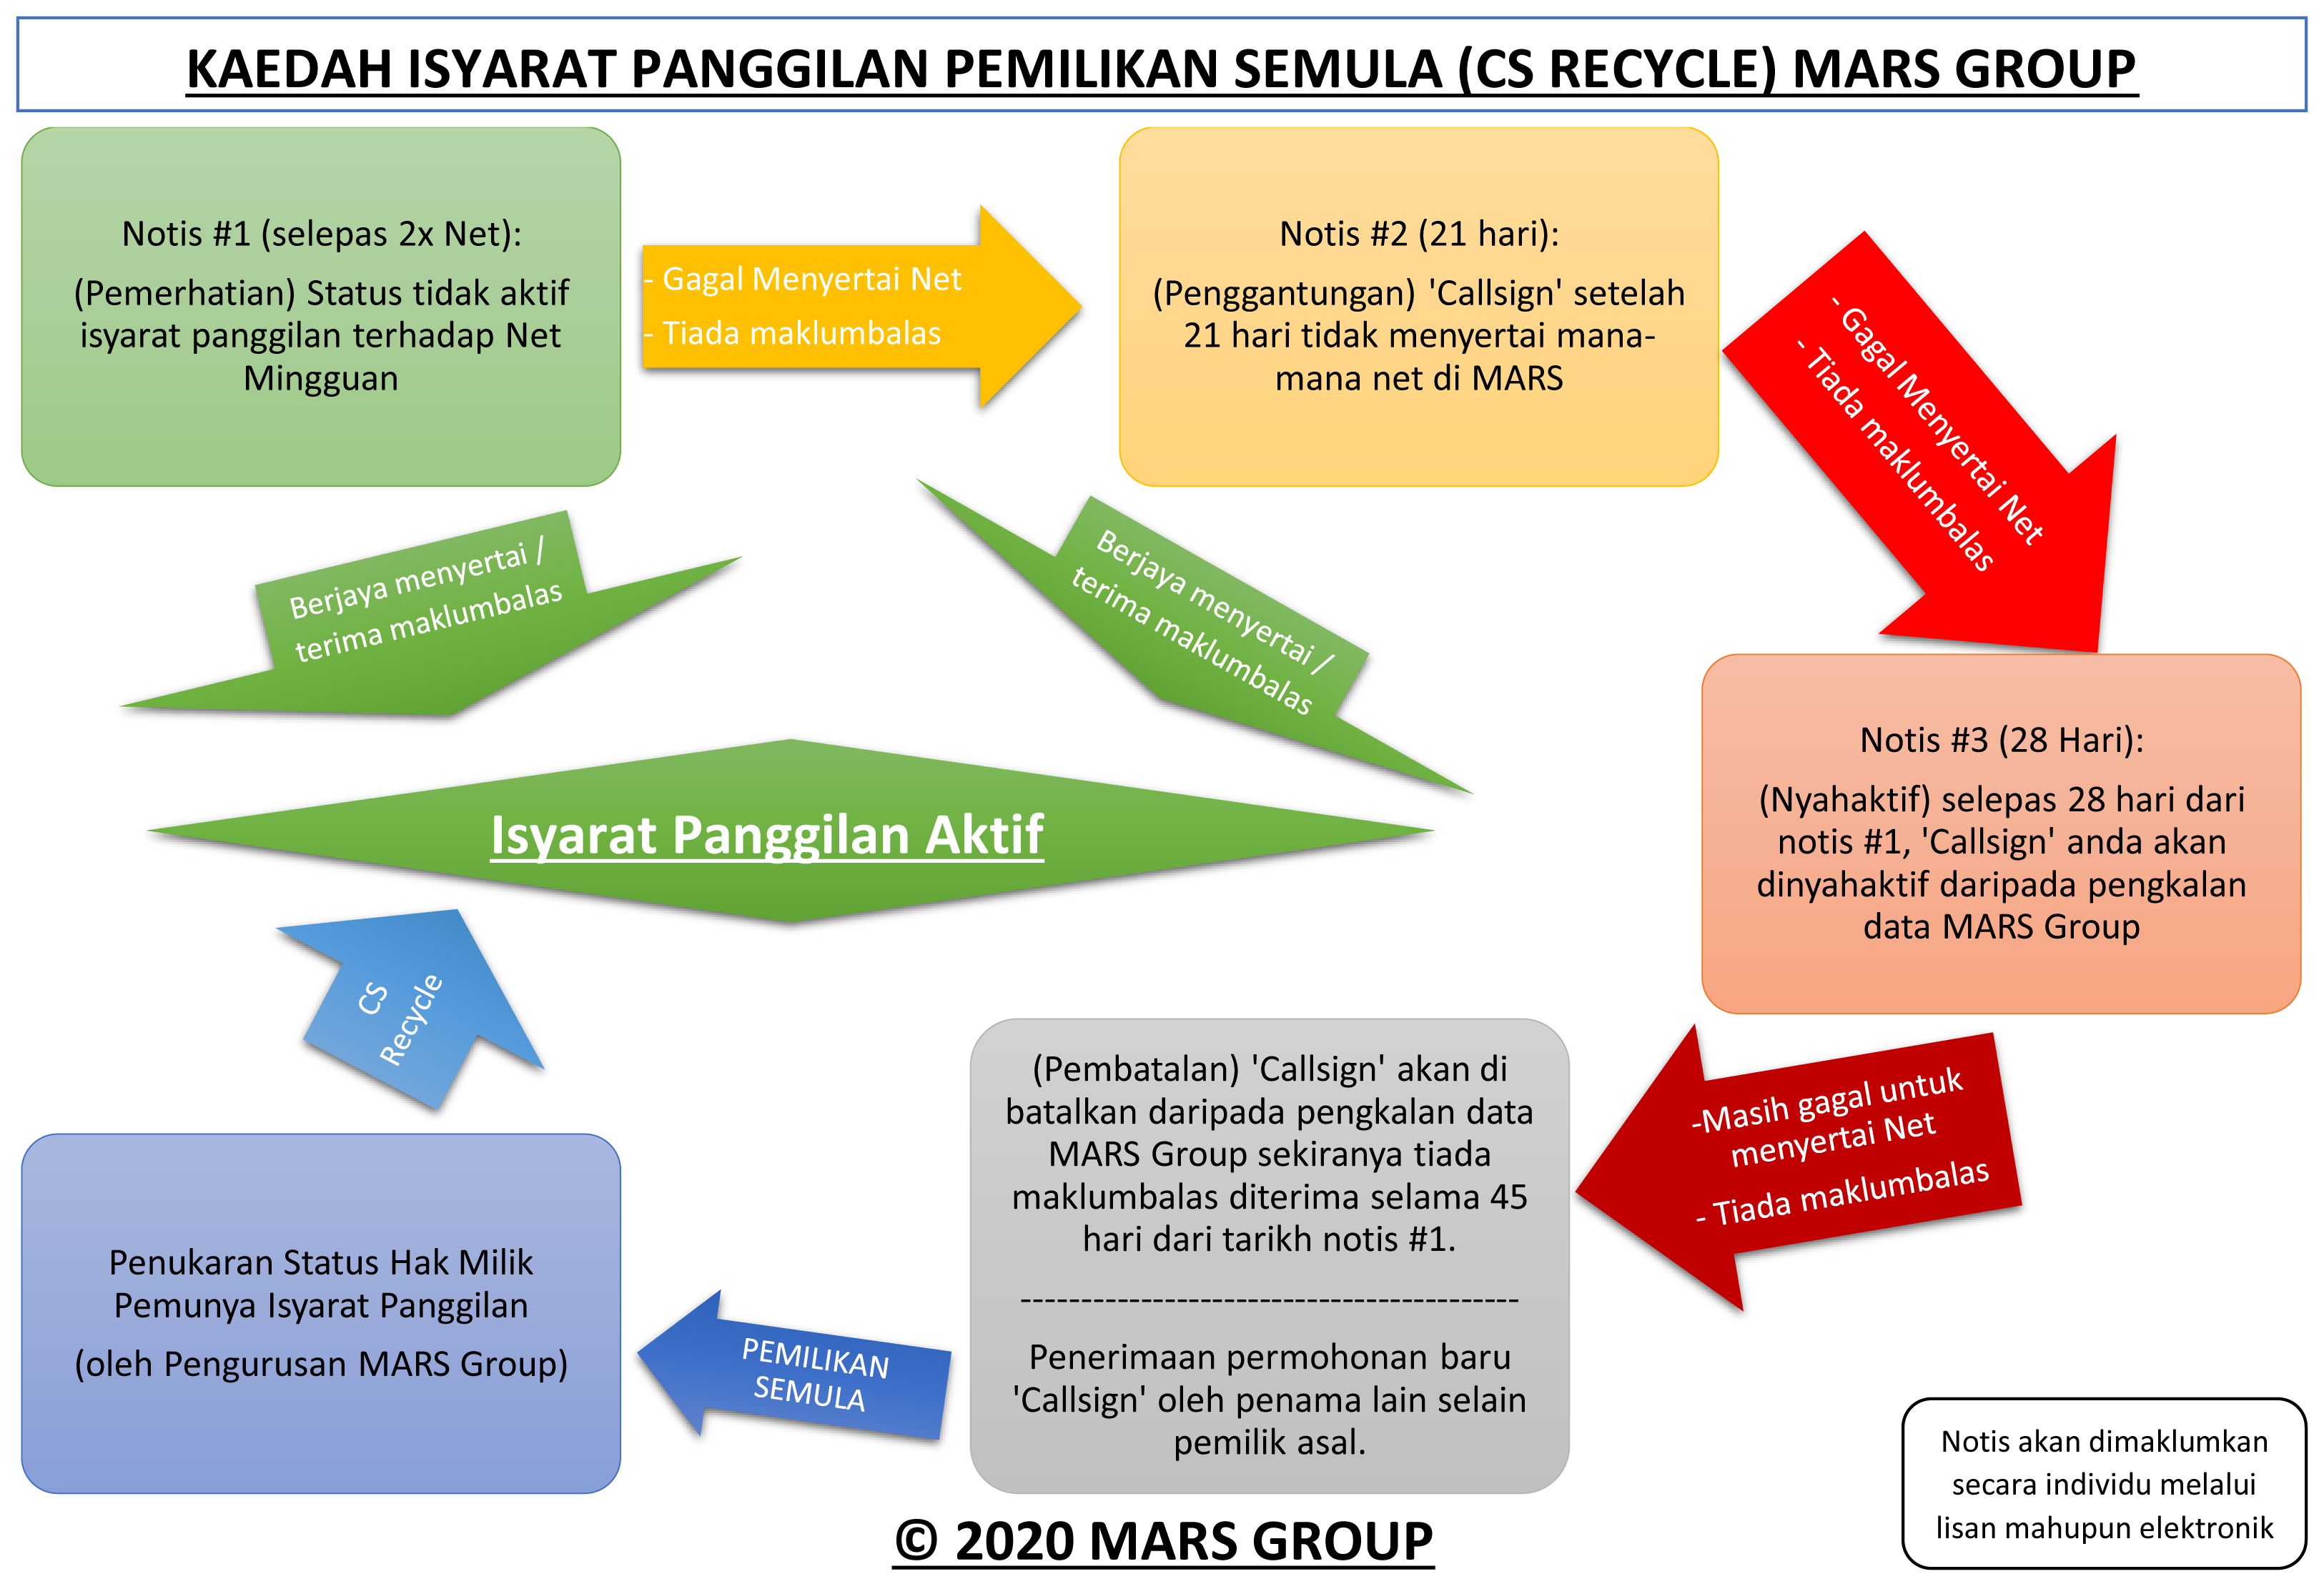 KAEDAH ISYARAT PANGGILAN PEMILIKAN SEMULA (CS RECYCLE) MARS GROUP
Notis #1 (selepas 2x Net):
(Pemerhatian) Status tidak aktif
isyarat panggilan terhadap Net
Mingguan
- Gagal Menyertai Net
- Tiada maklumbalas
Notis #2 (21 hari):
(Penggantungan) 'Callsign' setelah
21 hari tidak menyertai mana-
mana net di MARS
- Gagal Menyertai Net
- Tiada maklumbalas
Berjaya menyertai /
terima maklumbalas
Berjaya menyertai /
terima maklumbalas
Notis #3 (28 Hari):
(Nyahaktif) selepas 28 hari dari
notis #1, 'Callsign' anda akan
dinyahaktif daripada pengkalan
data MARS Group
Isyarat Panggilan Aktif
-Masih gagal untuk
menyertai Net
- Tiada maklumbalas
(Pembatalan) 'Callsign' akan di
batalkan daripada pengkalan data
MARS Group sekiranya tiada
maklumbalas diterima selama 45
hari dari tarikh notis #1.
-----------------------------------------
Penerimaan permohonan baru
'Callsign' oleh penama lain selain
pemilik asal.
PEMILIKAN
SEMULA
Penukaran Status Hak Milik
Pemunya Isyarat Panggilan
(oleh Pengurusan MARS Group)
CS
Recycle
Notis akan dimaklumkan
secara individu melalui
lisan mahupun elektronik
© 2020 MARS GROUP